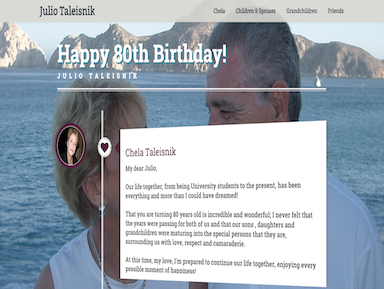 Julio Taleisnik
Chela Children & Spouses Grandchildren Friends
Happy 80th Birthday!
JULIO TALEISNIK
Chela Taleisnik
My dear Julio,
Our life together, from being University students to the present, has been
everything and more than I could have dreamed!
That you are turning 80 years old is incredible and wonderful; I never felt that
the years were passing for both of us and that our sons , daughters and
grandchildren were maturing into the special persons that they are,
surrounding us with love, respect and camaraderie.
At this time, my love, I'm prepared to continue our life together, enjoying every
possible moment of happiness!